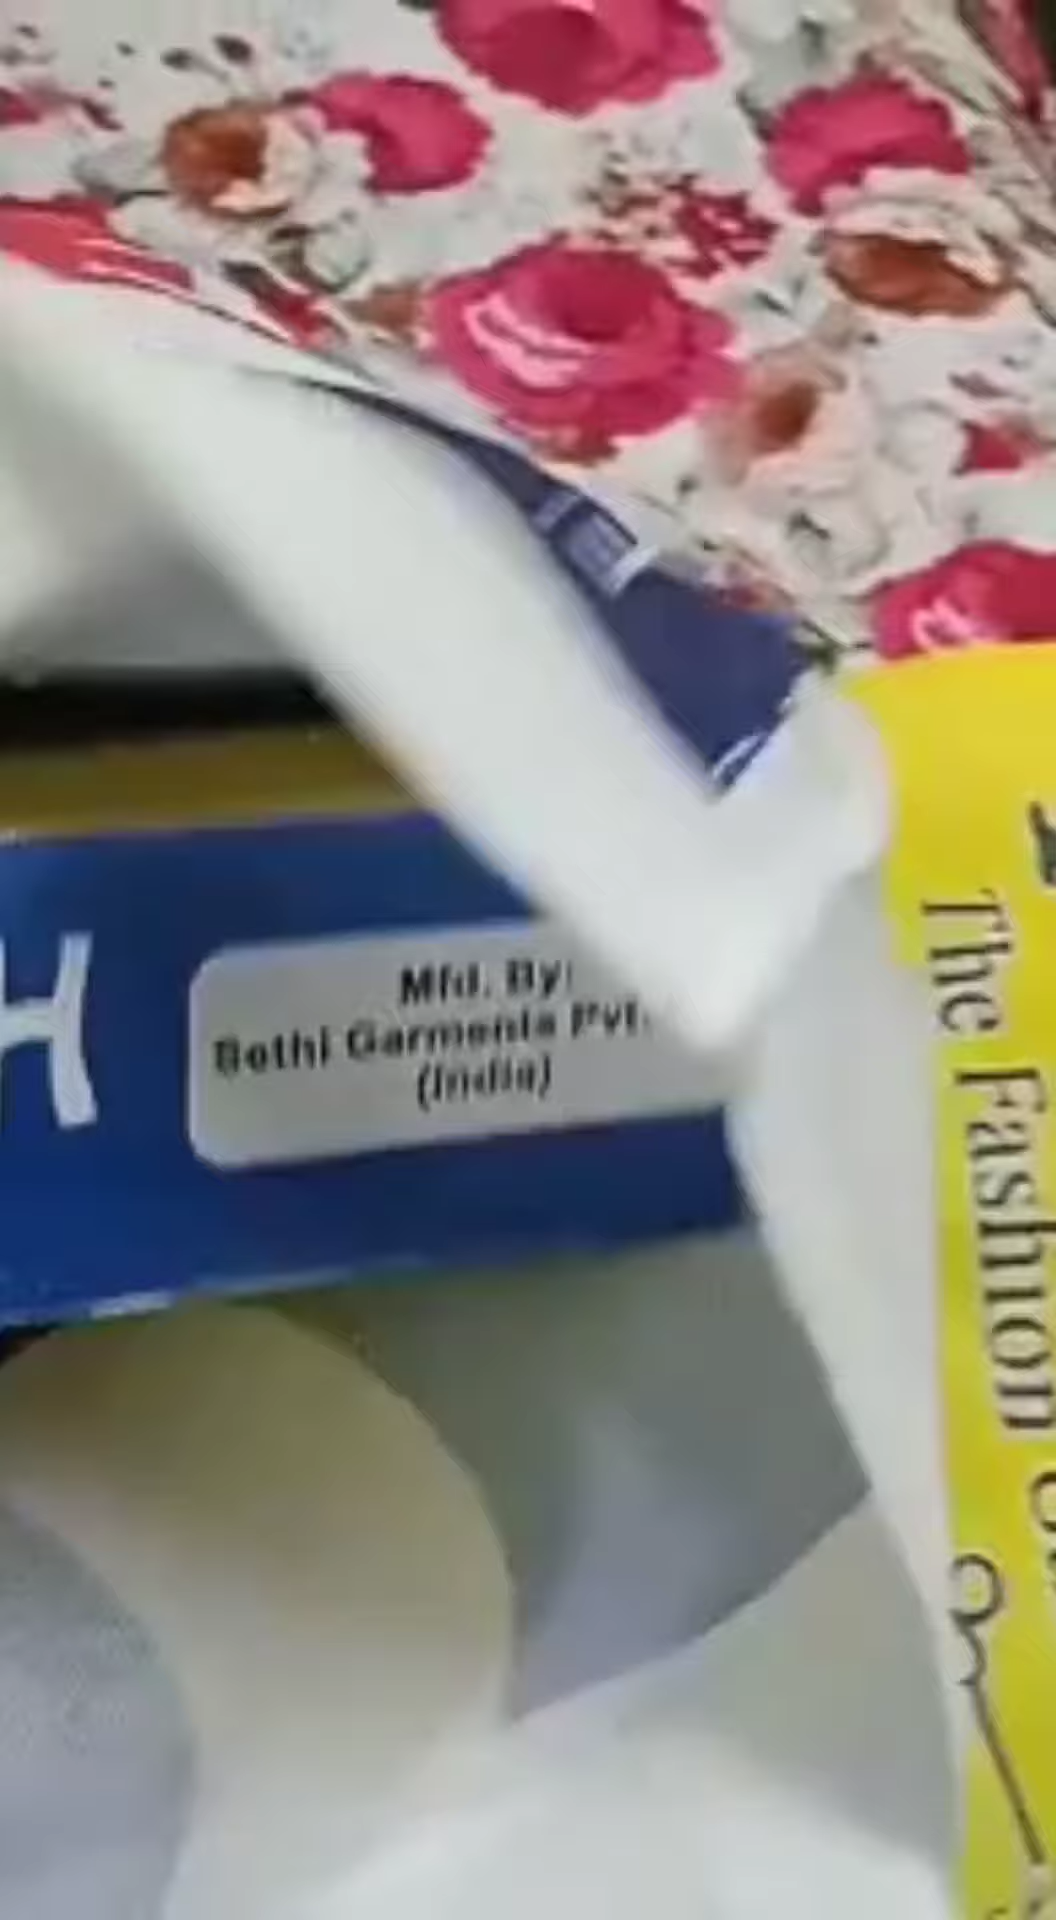 H
Mfd. By:
Bethi Garments Pvt.
(India)
The Fashion